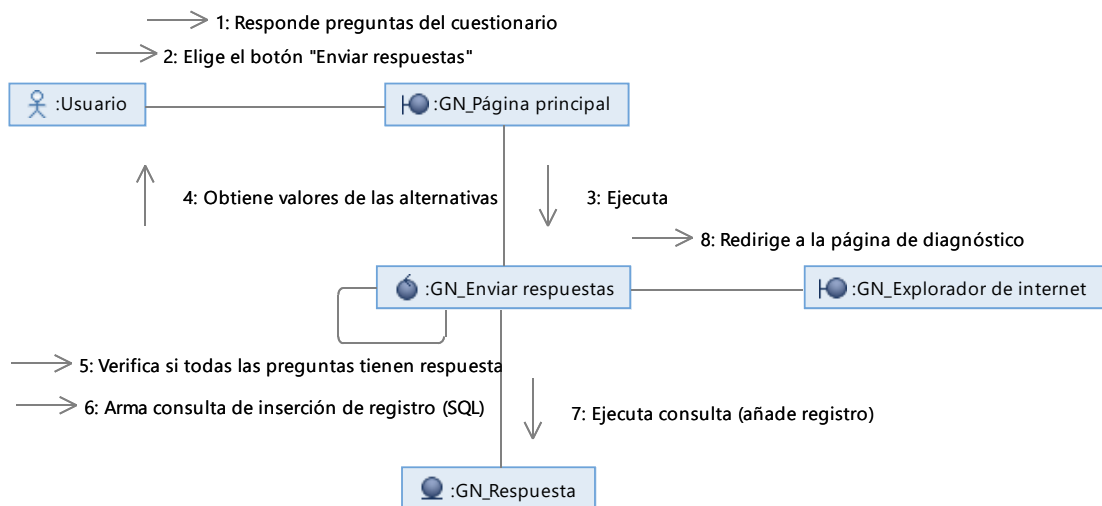 1: Responde preguntas del cuestionario
2: Elige el botón "Enviar respuestas"
:Usuario
:GN_Página principal
4: Obtiene valores de las alternativas
3: Ejecuta
8: Redirige a la página de diagnóstico
:GN_Enviar respuestas
:GN_Explorador de internet
5: Verifica si todas las preguntas tienen respuesta
6: Arma consulta de inserción de registro (SQL)
7: Ejecuta consulta (añade registro)
:GN_Respuesta